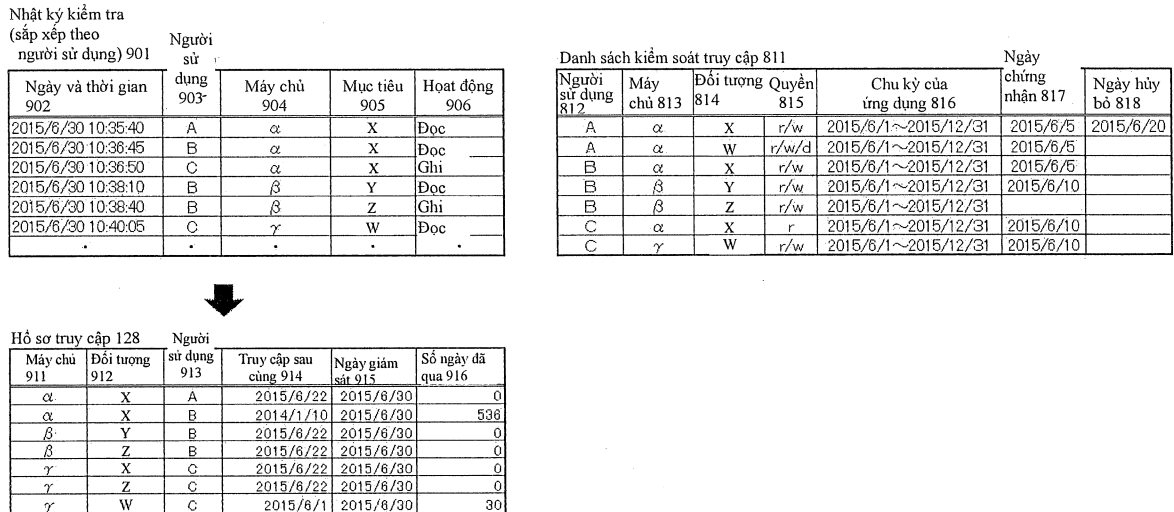 Nhật ký kiểm tra
(sắp xếp theo
người sử dụng) 901
Ngày và thời gian 902 | Người sử dụng 903 | Máy chủ 904 | Mục tiêu 905 | Hoạt động 906
2015/6/30 10:35:40 A α X Đọc
2015/6/30 10:36:45 B α X Đọc
2015/6/30 10:36:50 C α X Ghi
2015/6/30 10:38:10 B β Y Đọc
2015/6/30 10:38:40 B β Z Ghi
2015/6/30 10:40:05 C γ W Đọc
Danh sách kiểm soát truy cập 811
Người sử dụng 812 | Máy chủ 813 | Đối tượng 814 | Quyền 815 | Chu kỳ của ứng dụng 816 | Ngày chứng nhận 817 | Ngày hủy bỏ 818
A α X r/w 2015/6/1~2015/12/31 2015/6/5 2015/6/20
A α W r/w/d 2015/6/1~2015/12/31 2015/6/5
B α X r/w 2015/6/1~2015/12/31 2015/6/5
B β Y r/w 2015/6/1~2015/12/31 2015/6/10
B β Z r/w 2015/6/1~2015/12/31
C α X r 2015/6/1~2015/12/31 2015/6/10
C γ W r/w 2015/6/1~2015/12/31 2015/6/10
Hồ sơ truy cập 128
Máy chủ 911 | Đối tượng 912 | Người sử dụng 913 | Truy cập sau cùng 914 | Ngày giám sát 915 | Số ngày đã qua 916
α X A 2015/6/22 2015/6/30 0
α X B 2014/1/10 2015/6/30 536
β Y B 2015/6/22 2015/6/30 0
β Z B 2015/6/22 2015/6/30 0
γ X C 2015/6/22 2015/6/30 0
γ Z C 2015/6/22 2015/6/30 0
γ W C 2015/6/1 2015/6/30 30